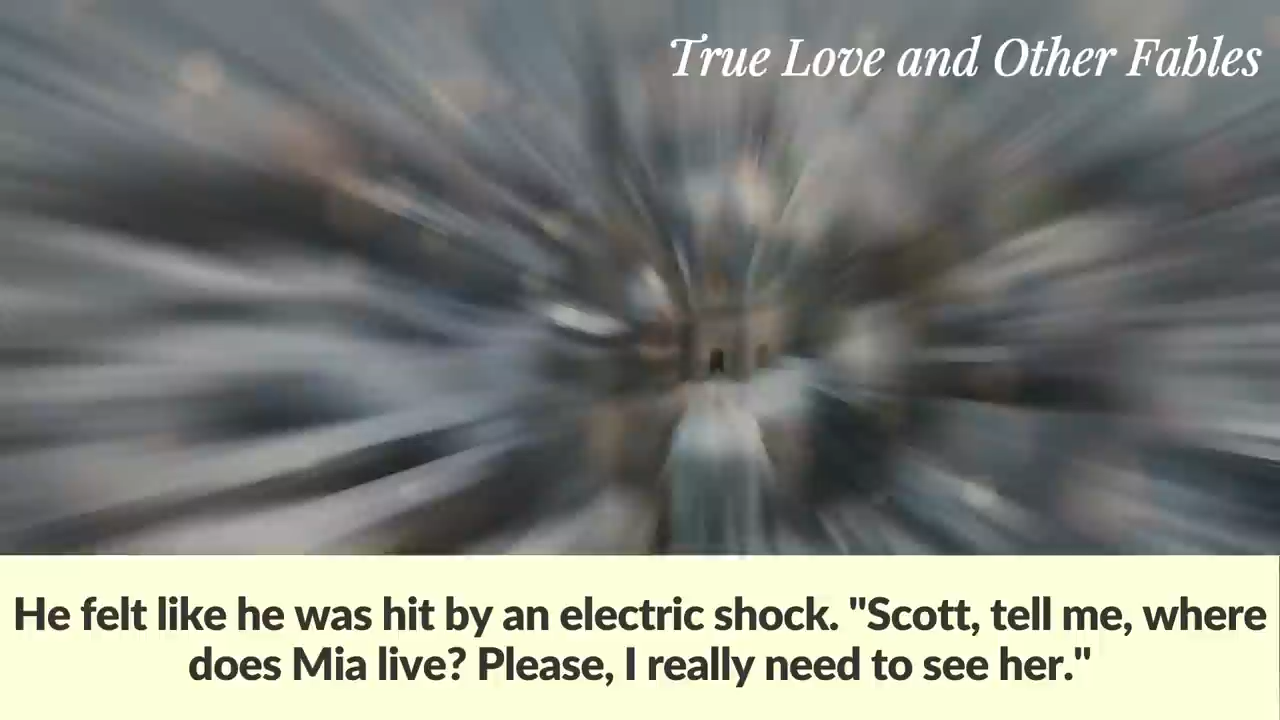 True Love and Other Fables
He felt like he was hit by an electric shock. "Scott, tell me, where
does Mia live? Please, I really need to see her."